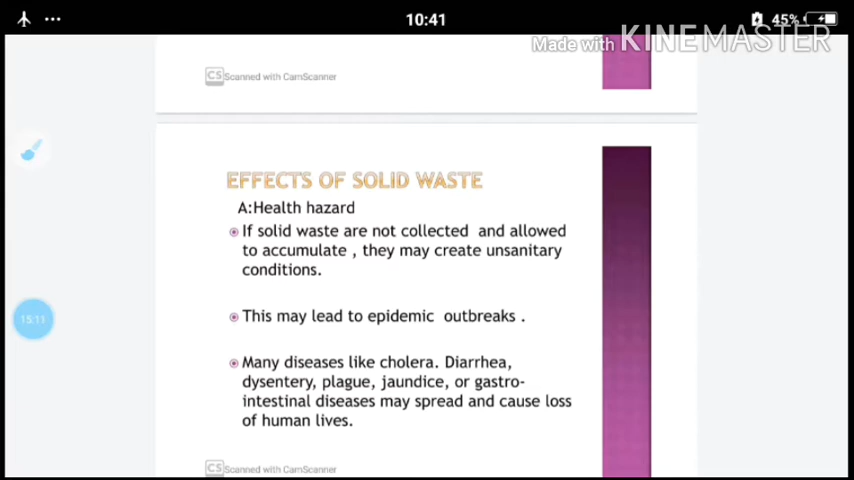 10:41
45%
Made with KINEMASTER
CS Scanned with CamScanner
EFFECTS OF SOLID WASTE
A:Health hazard
If solid waste are not collected and allowed
to accumulate , they may create unsanitary
conditions.
This may lead to epidemic outbreaks .
15:11
Many diseases like cholera. Diarrhea,
dysentery, plague, jaundice, or gastro-
intestinal diseases may spread and cause loss
of human lives.
CS Scanned with CamScanner